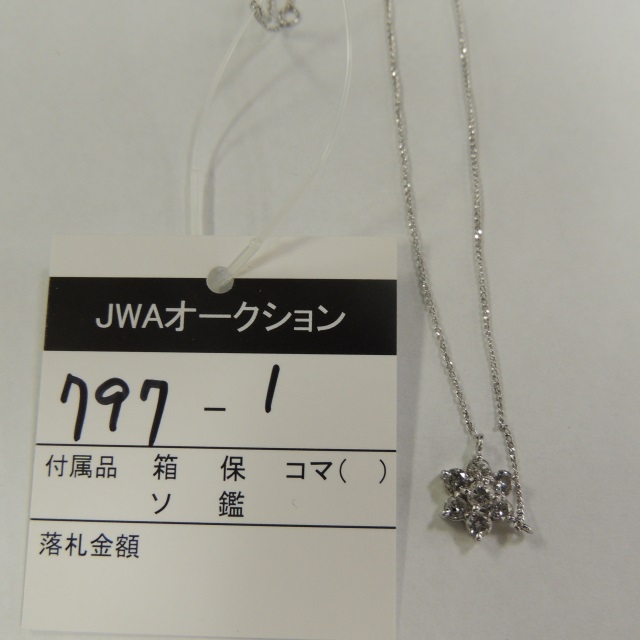 JWAオークション
797 - 1
付属品 箱 保 コマ( )
ソ 鑑
落札金額